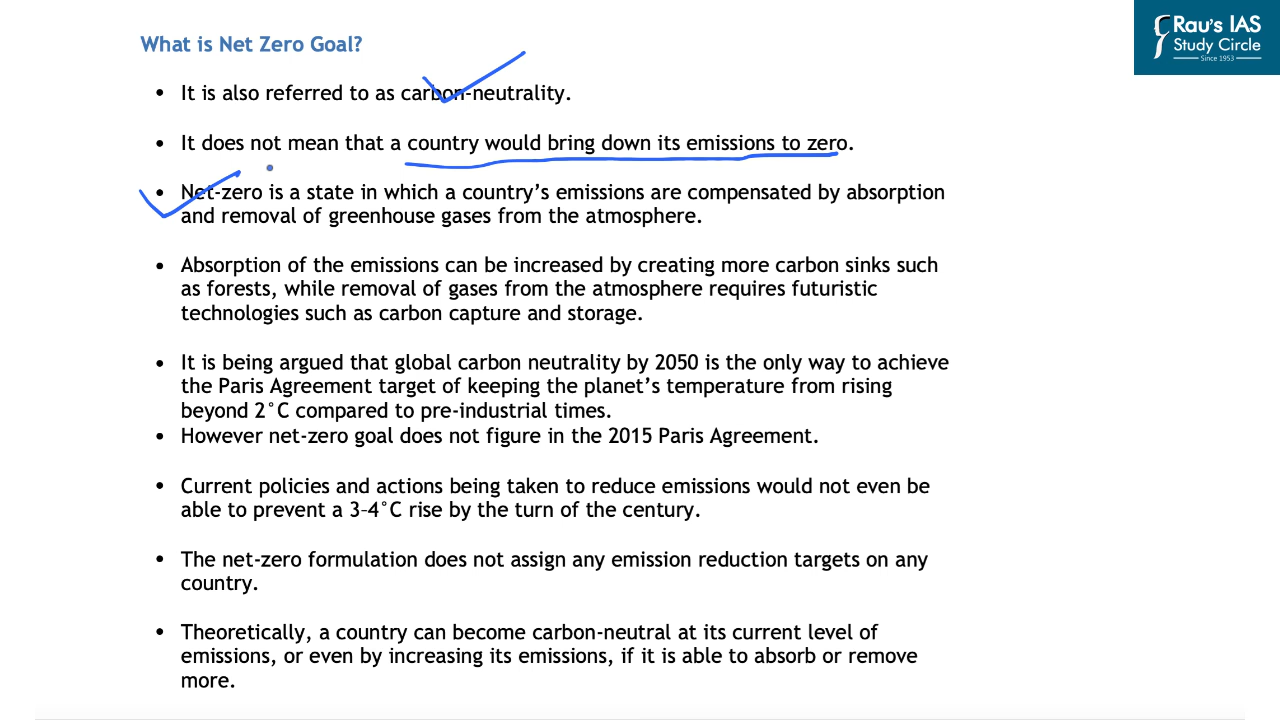 Rau's IAS
Study Circle
Since 1953
What is Net Zero Goal?
• It is also referred to as carbon-neutrality.
• It does not mean that a country would bring down its emissions to zero.
• Net-zero is a state in which a country's emissions are compensated by absorption
and removal of greenhouse gases from the atmosphere.
• Absorption of the emissions can be increased by creating more carbon sinks such
as forests, while removal of gases from the atmosphere requires futuristic
technologies such as carbon capture and storage.
• It is being argued that global carbon neutrality by 2050 is the only way to achieve
the Paris Agreement target of keeping the planet's temperature from rising
beyond 2°C compared to pre-industrial times.
• However net-zero goal does not figure in the 2015 Paris Agreement.
• Current policies and actions being taken to reduce emissions would not even be
able to prevent a 3-4°C rise by the turn of the century.
• The net-zero formulation does not assign any emission reduction targets on any
country.
• Theoretically, a country can become carbon-neutral at its current level of
emissions, or even by increasing its emissions, if it is able to absorb or remove
more.